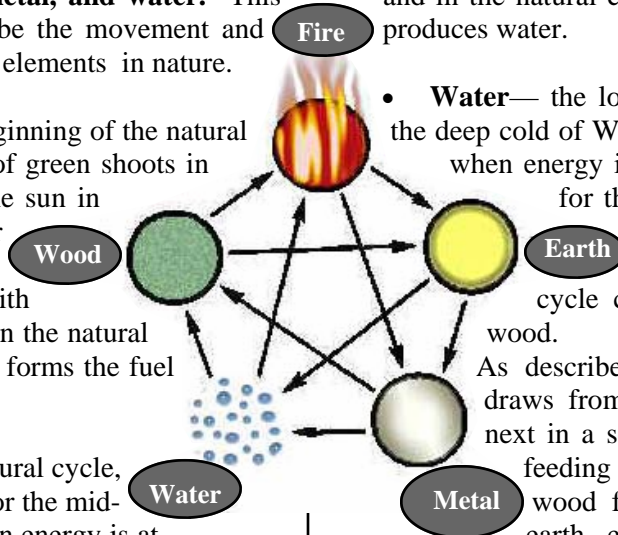 etal, and water. This
be the movement and
elements in nature.
ginning of the natural
of green shoots in
e sun in
ith
n the natural
forms the fuel
ural cycle,
or the mid-
n energy is at
Fire
Wood
Earth
Water
Metal
and in the natural c
produces water.
• Water— the lo
the deep cold of W
when energy i
for th
cycle c
wood.
As describe
draws from
next in a s
feeding
wood f